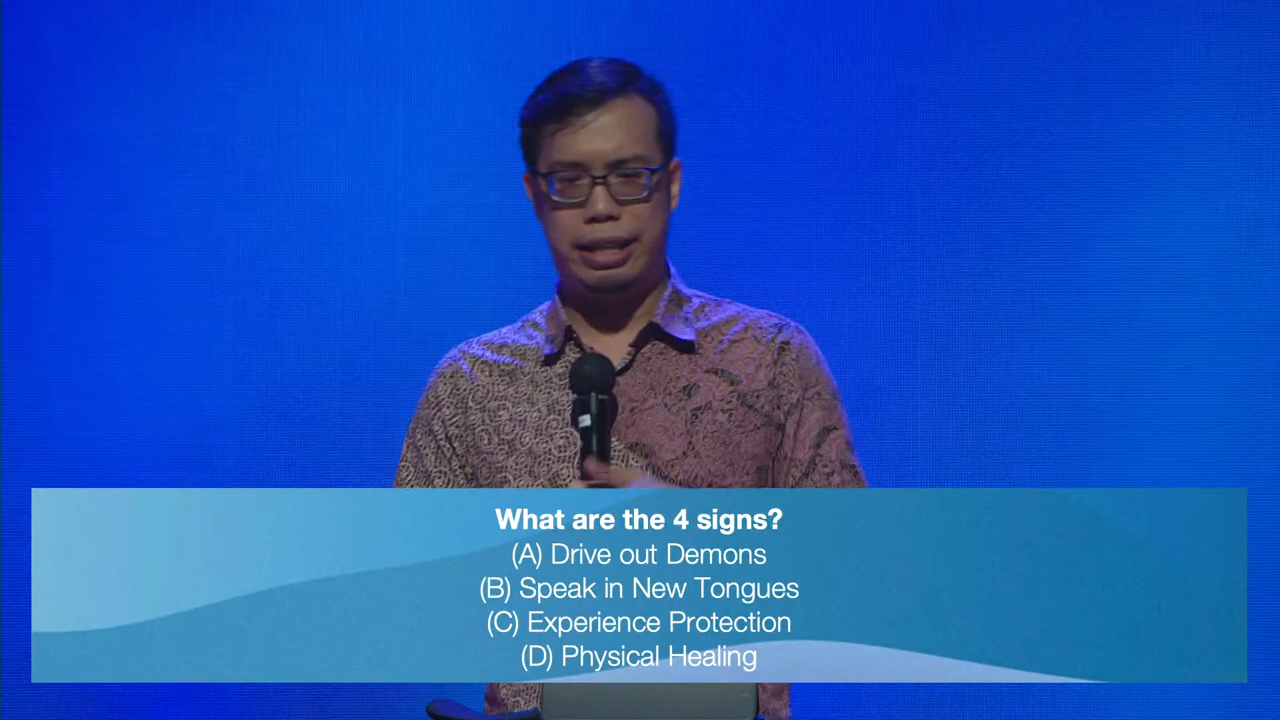 What are the 4 signs?
(A) Drive out Demons
(B) Speak in New Tongues
(C) Experience Protection
(D) Physical Healing